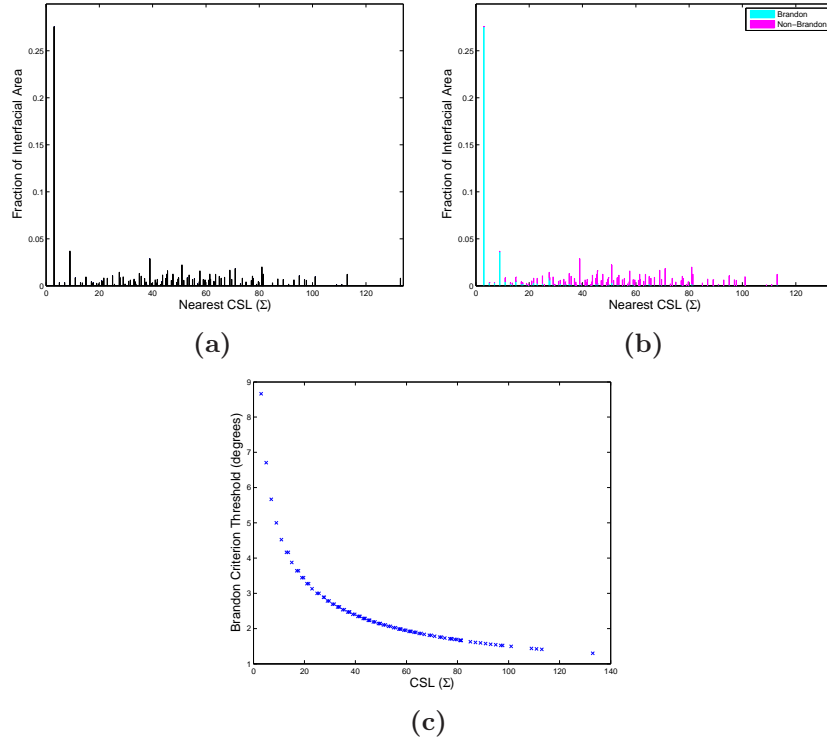 0.25
0.2
0.15
0.1
0.05
0
0 20 40 60 80 100 120
Fraction of Interfacial Area
Nearest CSL (Σ)
(a)
Brandon
Non−Brandon
0.25
0.2
0.15
0.1
0.05
0
0 20 40 60 80 100 120
Fraction of Interfacial Area
Nearest CSL (Σ)
(b)
9
8
7
6
5
4
3
2
1
0 20 40 60 80 100 120 140
Brandon Criterion Threshold (degrees)
CSL (Σ)
(c)